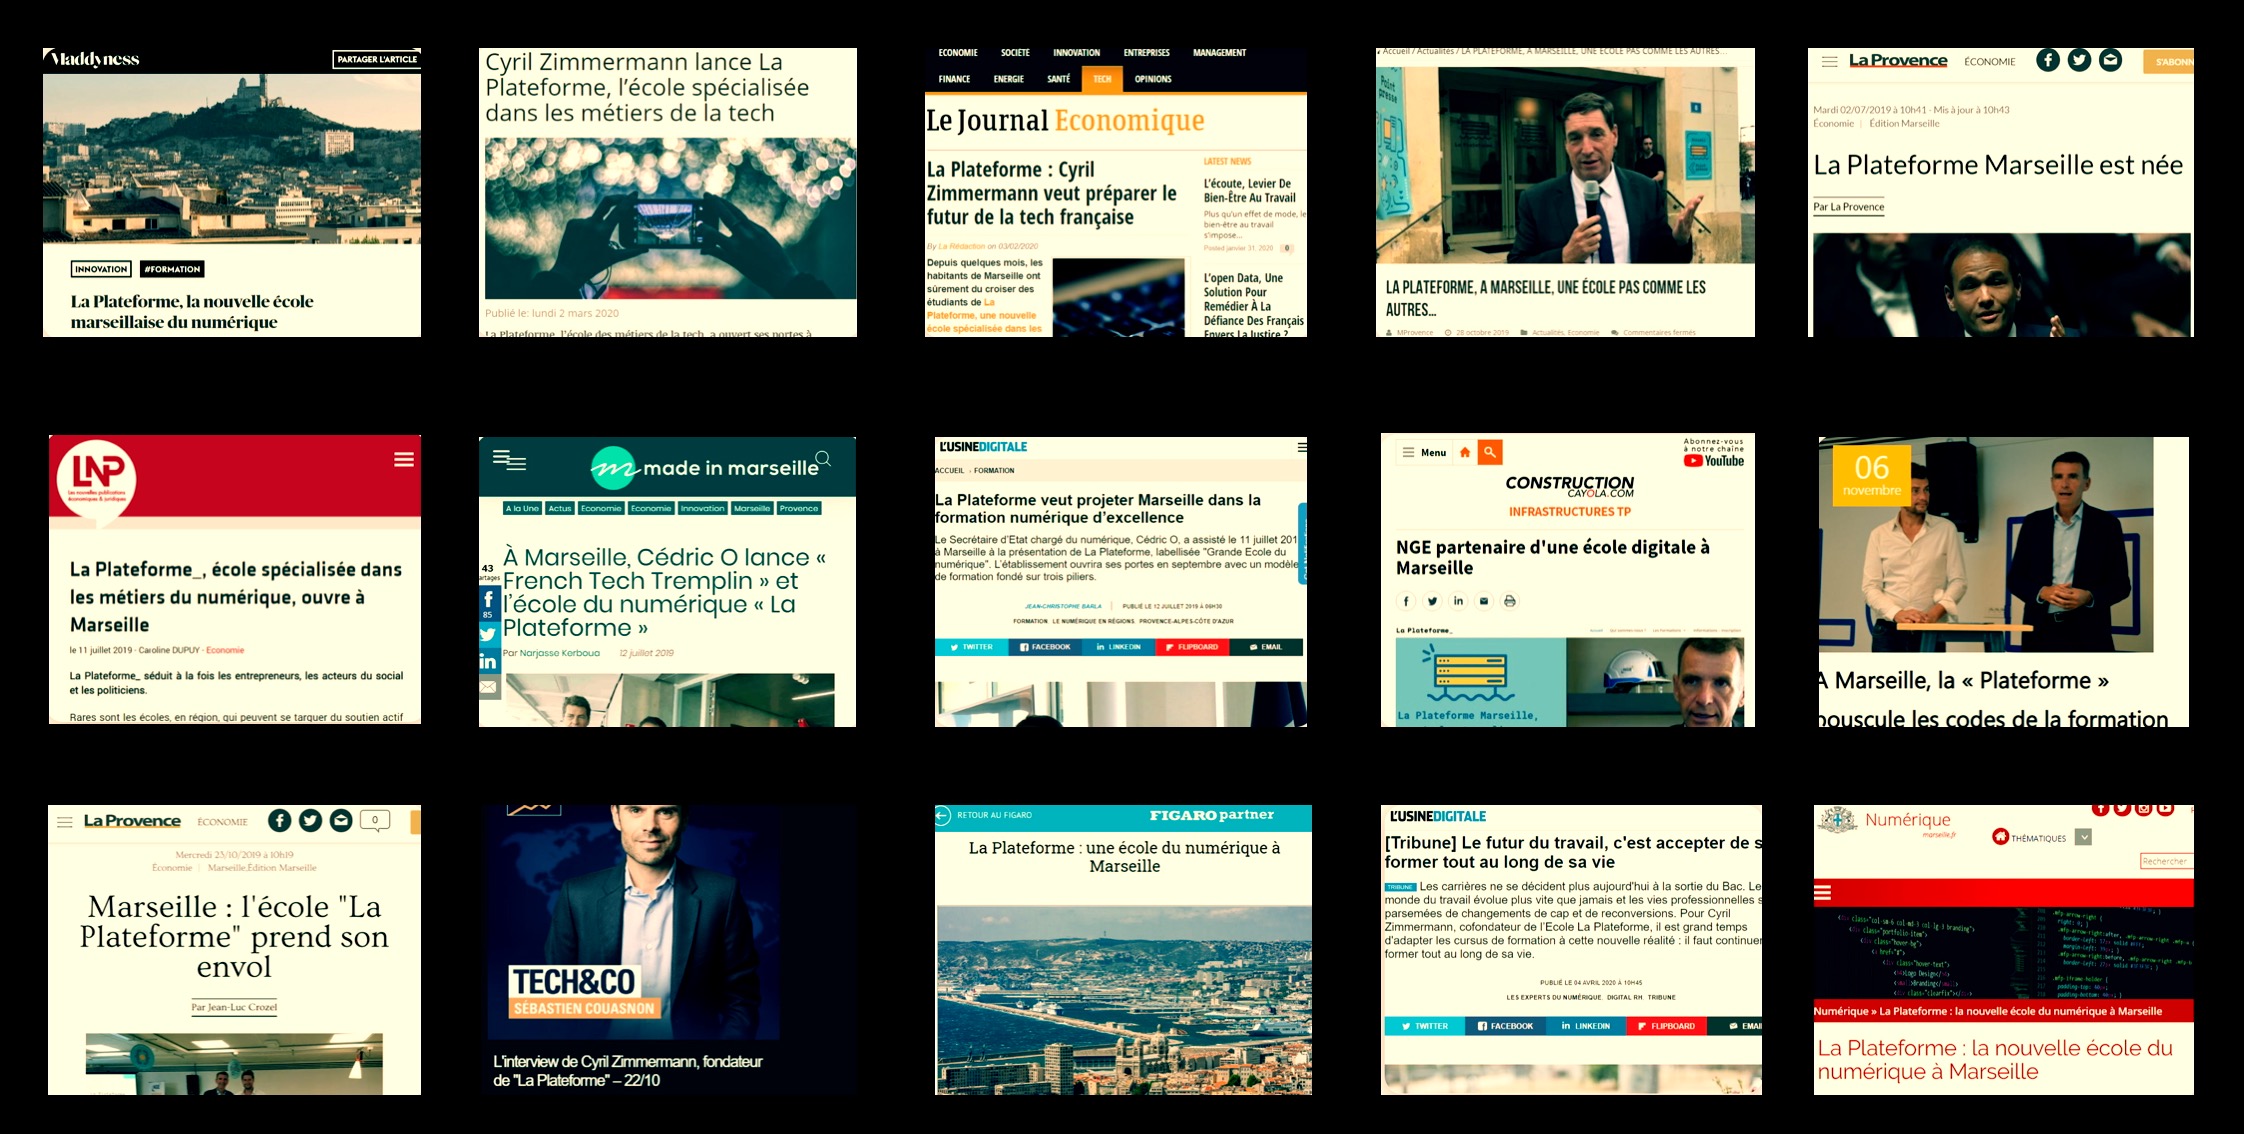 Maddyness
PARTAGER L'ARTICLE
INNOVATION
#FORMATION
La Plateforme, la nouvelle école
marseillaise du numérique
Cyril Zimmermann lance La
Plateforme, l'école spécialisée
dans les métiers de la tech
Publié le: lundi 2 mars 2020
La Plateforme, l'école des métiers de la tech, a ouvert ses portes à
ECONOMIE SOCIÉTÉ INNOVATION ENTREPRISES MANAGEMENT
FINANCE ENERGIE SANTÉ TECH OPINIONS
Le Journal Economique
La Plateforme : Cyril
Zimmermann veut préparer le
futur de la tech française
By La Rédaction on 03/02/2020
Depuis quelques mois, les
habitants de Marseille ont
sûrement du croiser des
étudiants de La
Plateforme, une nouvelle
école spécialisée dans les
LATEST NEWS
L'écoute, Levier De
Bien-Être Au Travail
Plus qu'un effet de mode, le
bien-être au travail
s'impose...
Posted janvier 31, 2020 0
L'open Data, Une
Solution Pour
Remédier À La
Défiance Des Français
Envers La Justice ?
Accueil / Actualités / LA PLATEFORME, A MARSEILLE, UNE ÉCOLE PAS COMME LES AUTRES...
Point
presse
LA PLATEFORME, A MARSEILLE, UNE ÉCOLE PAS COMME LES
AUTRES...
MProvence 28 octobre 2019 Actualités, Economie Commentaires fermés
La Provence ÉCONOMIE S'ABONN
Mardi 02/07/2019 à 10h41 - Mis à jour à 10h43
Économie | Édition Marseille
La Plateforme Marseille est née
Par La Provence
LNP
Les nouvelles publications
économiques & juridiques
La Plateforme_, école spécialisée dans
les métiers du numérique, ouvre à
Marseille
le 11 juillet 2019 - Caroline DUPUY - Economie
La Plateforme_ séduit à la fois les entrepreneurs, les acteurs du social
et les politiciens.
Rares sont les écoles, en région, qui peuvent se targuer du soutien actif
made in marseille
A la Une Actus Economie Economie Innovation Marseille Provence
À Marseille, Cédric O lance «
French Tech Tremplin » et
l'école du numérique « La
Plateforme »
43
artages
85
Par Narjasse Kerboua 12 juillet 2019
L'USINE DIGITALE
ACCUEIL - FORMATION
La Plateforme veut projeter Marseille dans la
formation numérique d'excellence
Le Secrétaire d'Etat chargé du numérique, Cédric O, a assisté le 11 juillet 201
à Marseille à la présentation de La Plateforme, labellisée "Grande Ecole du
numérique". L'établissement ouvrira ses portes en septembre avec un modèle
de formation fondé sur trois piliers.
JEAN-CHRISTOPHE BARLA | PUBLIÉ LE 12 JUILLET 2019 À 09H30
FORMATION LE NUMÉRIQUE EN RÉGIONS PROVENCE-ALPES-CÔTE D'AZUR
TWITTER FACEBOOK LINKEDIN FLIPBOARD EMAIL
Menu
Abonnez-vous
à notre chaîne
YouTube
CONSTRUCTION
CAYOLA.COM
INFRASTRUCTURES TP
NGE partenaire d'une école digitale à
Marseille
La Plateforme_
La Plateforme Marseille,
06
novembre
A Marseille, la « Plateforme »
bouscule les codes de la formation
La Provence ÉCONOMIE 0
Mercredi 23/10/2019 à 10h19
Économie | Marseille,Édition Marseille
Marseille : l'école "La
Plateforme" prend son
envol
Par Jean-Luc Crozel
TECH&CO
SÉBASTIEN COUASNON
L'interview de Cyril Zimmermann, fondateur
de "La Plateforme" – 22/10
RETOUR AU FIGARO FIGARO partner
La Plateforme : une école du numérique à
Marseille
L'USINE DIGITALE
[Tribune] Le futur du travail, c'est accepter de s
former tout au long de sa vie
TRIBUNE Les carrières ne se décident plus aujourd'hui à la sortie du Bac. Le
monde du travail évolue plus vite que jamais et les vies professionnelles s
parsemées de changements de cap et de reconversions. Pour Cyril
Zimmermann, cofondateur de l'Ecole La Plateforme, il est grand temps
d'adapter les cursus de formation à cette nouvelle réalité : il faut continuer
former tout au long de sa vie.
PUBLIÉ LE 04 AVRIL 2020 À 10H45
LES EXPERTS DU NUMÉRIQUE DIGITAL RH TRIBUNE
TWITTER FACEBOOK LINKEDIN FLIPBOARD EMAI
Numérique
marseille.fr
THÉMATIQUES
Rechercher
Numérique » La Plateforme : la nouvelle école du numérique à Marseille
La Plateforme : la nouvelle école du
numérique à Marseille